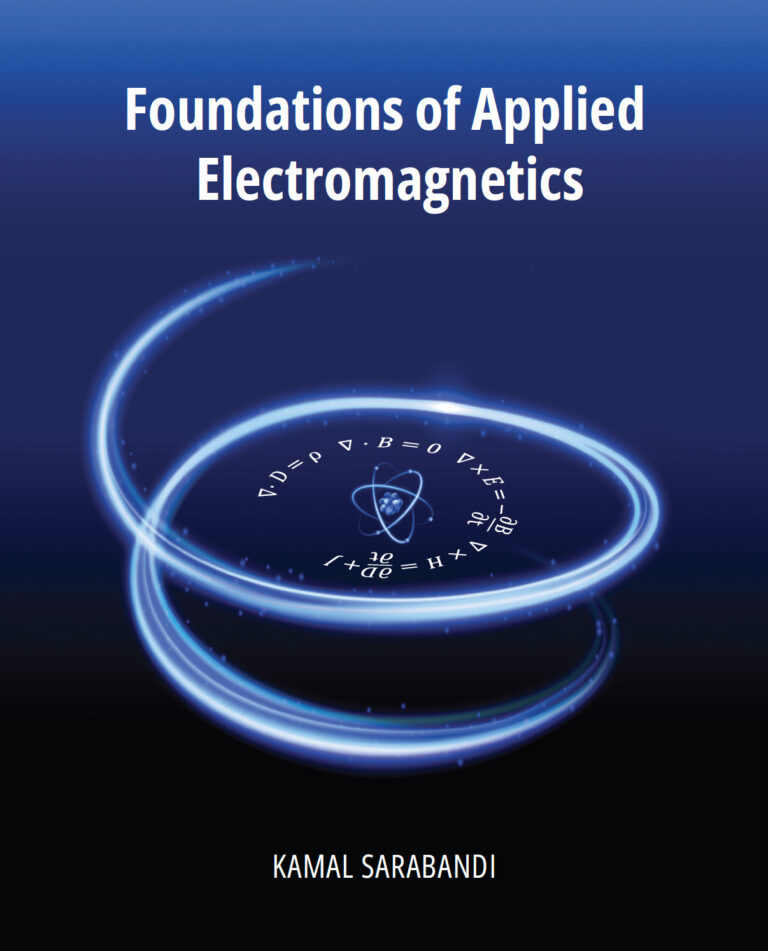 Foundations of Applied
Electromagnetics
∇·D=ρ
∇·B=0
∇×E=-∂B/∂t
∇×H=∂D/∂t+J
KAMAL SARABANDI